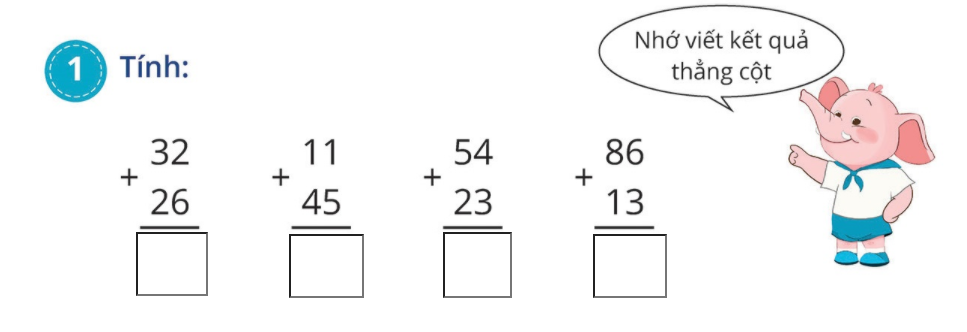 Nhớ viết kết quả
thẳng cột
1 Tính:
32 11 54 86
+ + + +
26 45 23 13